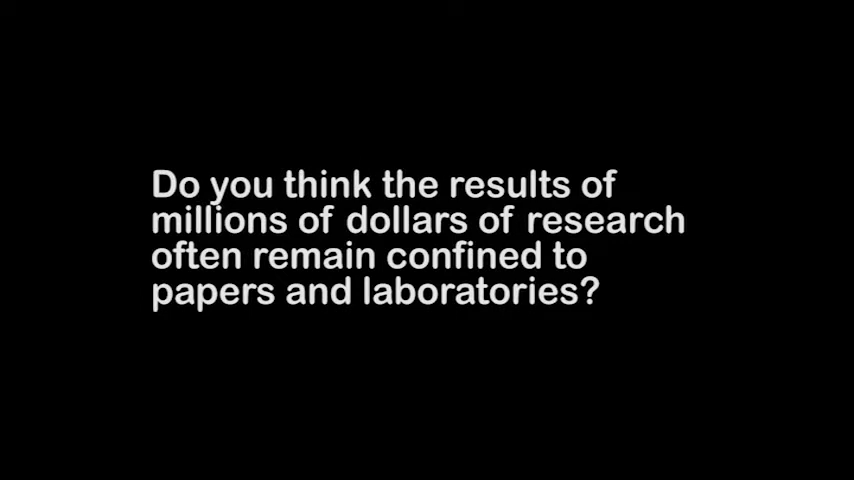 Do you think the results of
millions of dollars of research
often remain confined to
papers and laboratories?